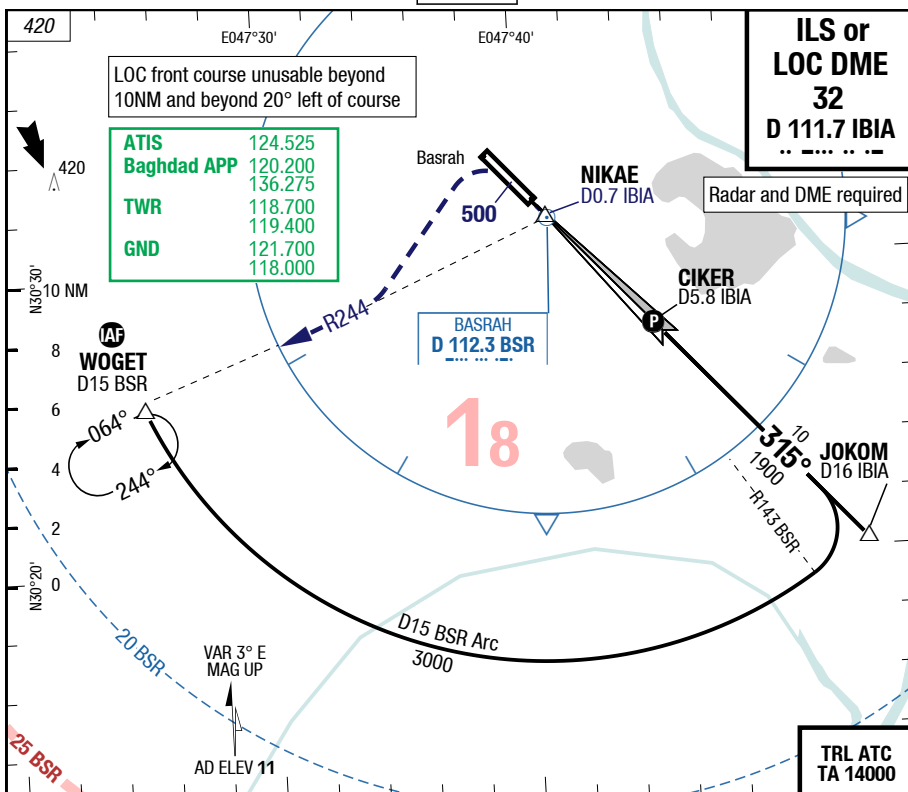 420
E047°30'
E047°40'
ILS or
LOC DME
32
D 111.7 IBIA
LOC front course unusable beyond
10NM and beyond 20° left of course
ATIS 124.525
Baghdad APP 120.200
136.275
TWR 118.700
119.400
GND 121.700
118.000
420
Basrah
500
NIKAE
D0.7 IBIA
Radar and DME required
CIKER
D5.8 IBIA
P
N30°30'
10 NM
8
6
4
2
0
N30°20'
R244
BASRAH
D 112.3 BSR
IAF
WOGET
D15 BSR
064°
244°
18
10
315°
1900
JOKOM
D16 IBIA
R143 BSR
D15 BSR Arc
3000
20 BSR
VAR 3° E
MAG UP
AD ELEV 11
25 BSR
TRL ATC
TA 14000